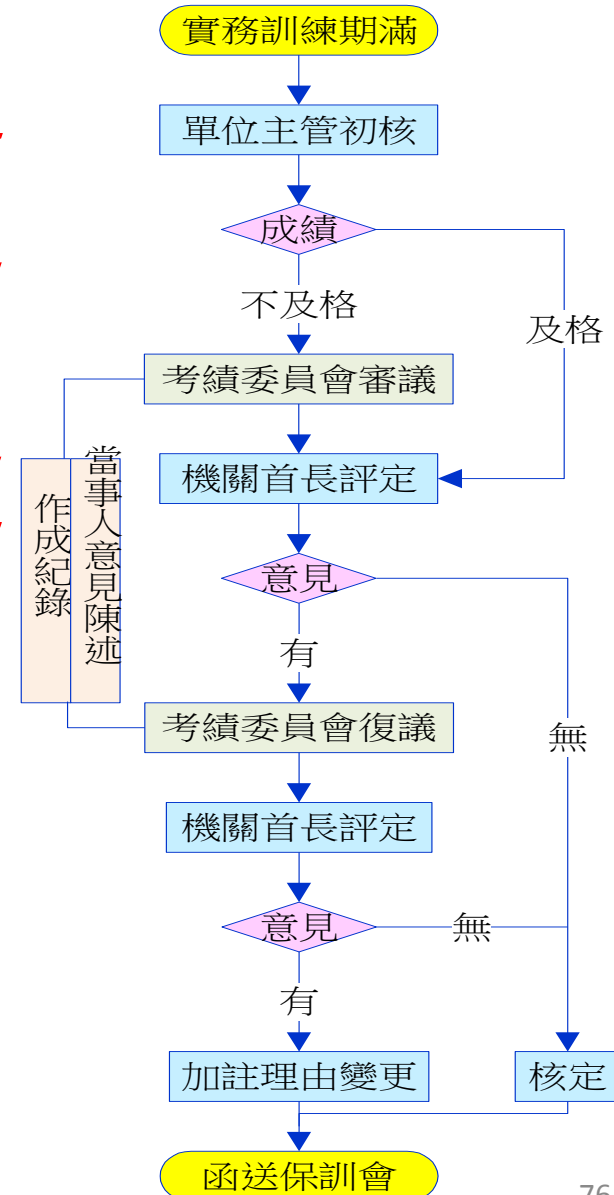 實務訓練期滿
單位主管初核
成績
不及格
及格
考績委員會審議
機關首長評定
當事人意見陳述
作成紀錄
意見
有
無
考績委員會復議
機關首長評定
意見
無
有
加註理由變更
核定
函送保訓會
76